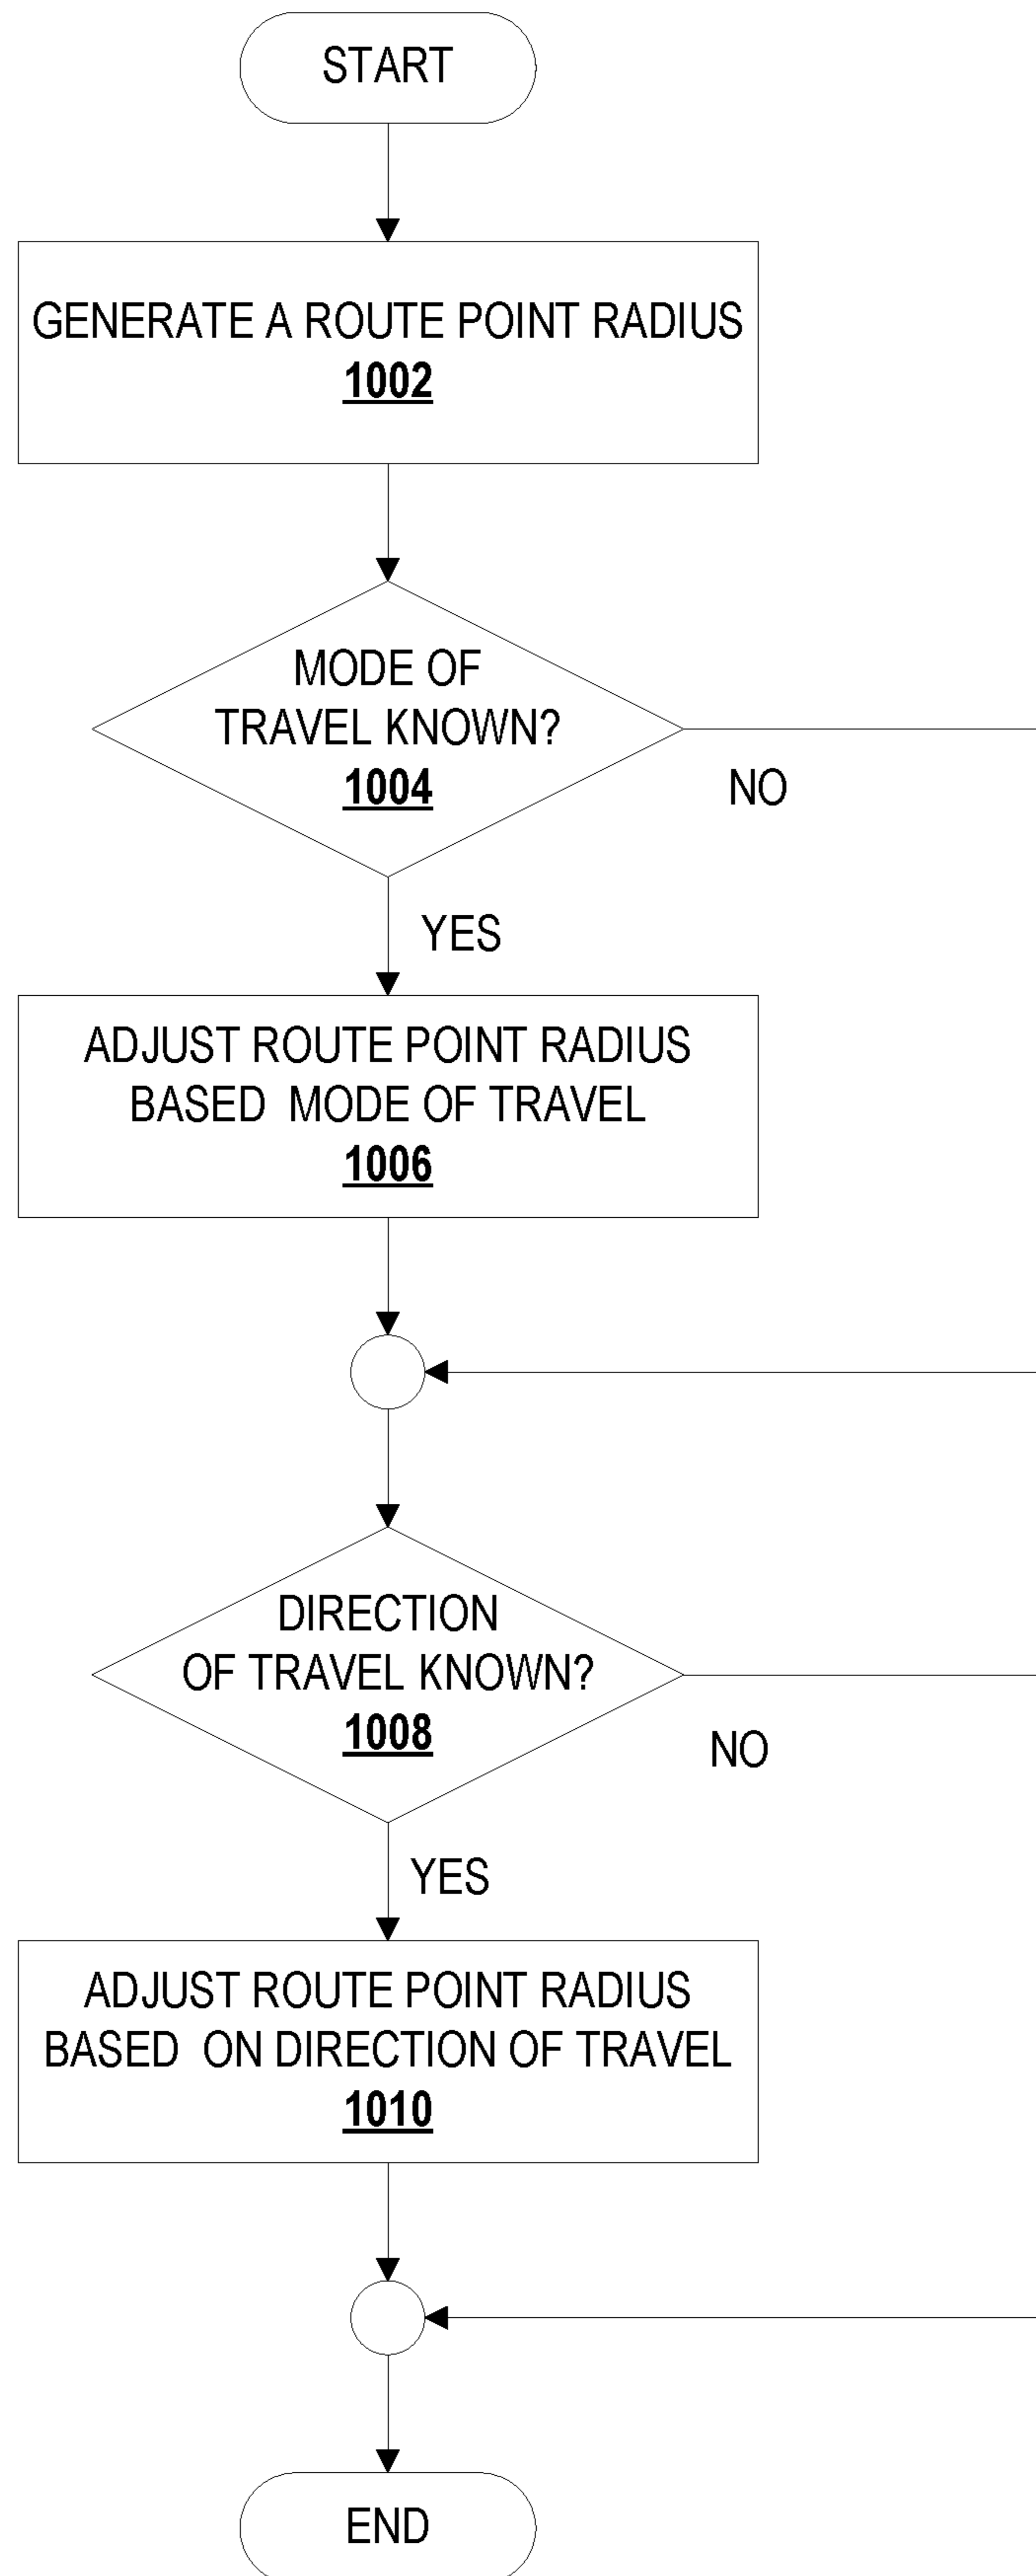 START
GENERATE A ROUTE POINT RADIUS
1002
MODE OF
TRAVEL KNOWN?
1004
NO
YES
ADJUST ROUTE POINT RADIUS
BASED  MODE OF TRAVEL
1006
DIRECTION
OF TRAVEL KNOWN?
1008
NO
YES
ADJUST ROUTE POINT RADIUS
BASED  ON DIRECTION OF TRAVEL
1010
END